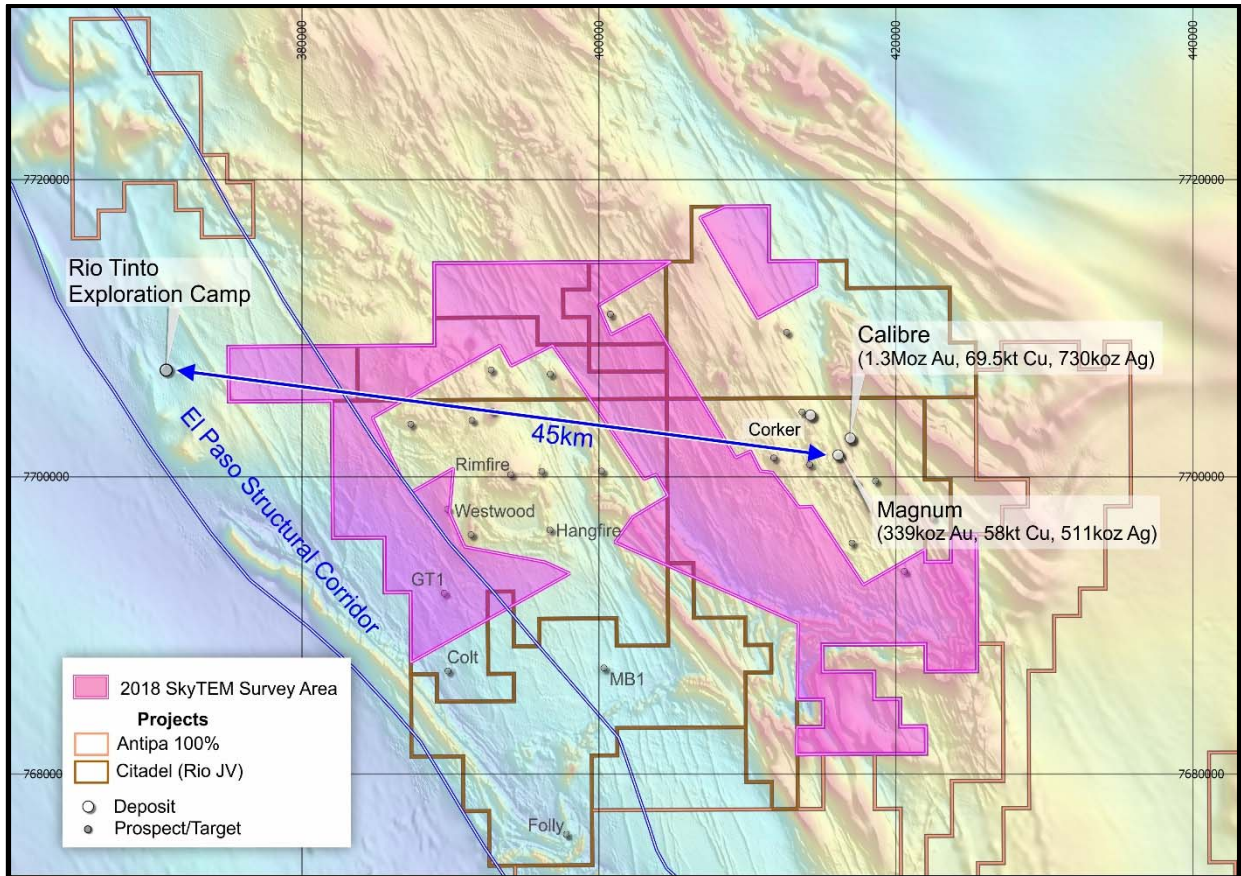 380000
400000
420000
440000
7720000
7720000
Rio Tinto
Exploration Camp
Calibre
(1.3Moz Au, 69.5kt Cu, 730koz Ag)
45km
Corker
El Paso Structural Corridor
Rimfire
7700000
7700000
Westwood
Hangfire
Magnum
(339koz Au, 58kt Cu, 511koz Ag)
GT1
Colt
MB1
2018 SkyTEM Survey Area
Projects
Antipa 100%
Citadel (Rio JV)
Deposit
Prospect/Target
7680000
7680000
Folly